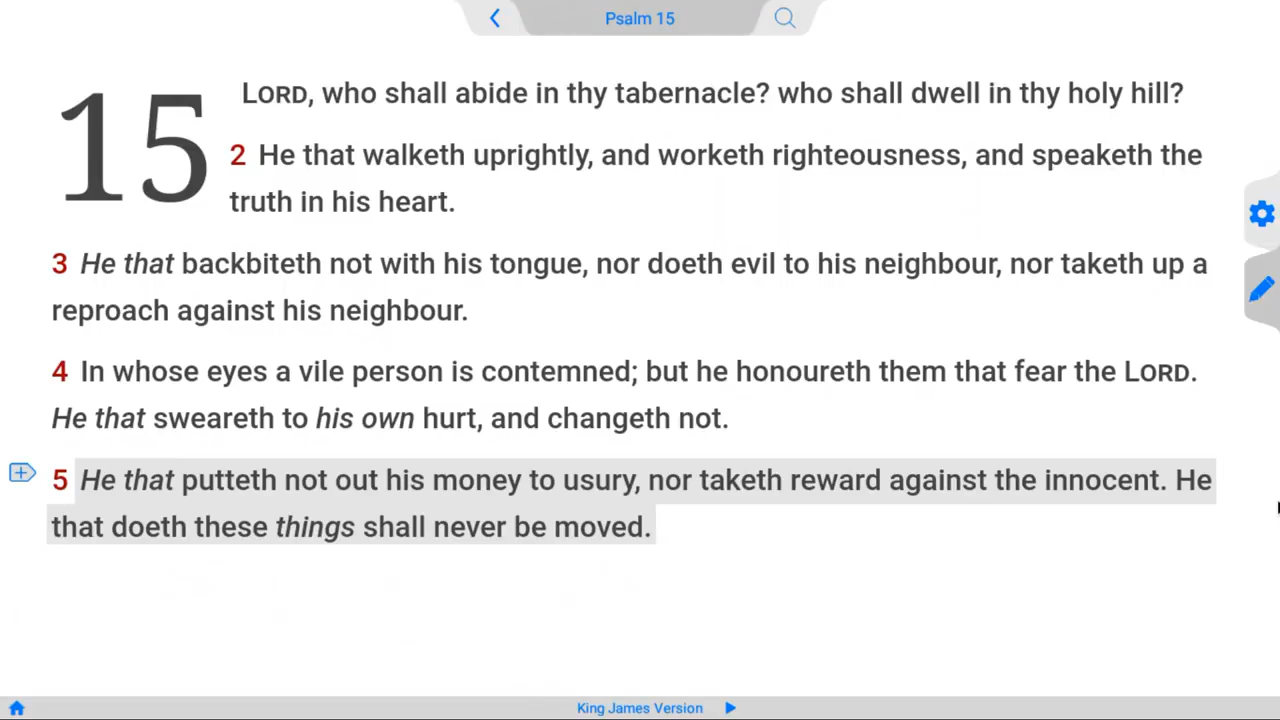 Psalm 15
15 LORD, who shall abide in thy tabernacle? who shall dwell in thy holy hill?
2 He that walketh uprightly, and worketh righteousness, and speaketh the
truth in his heart.
3 He that backbiteth not with his tongue, nor doeth evil to his neighbour, nor taketh up a
reproach against his neighbour.
4 In whose eyes a vile person is contemned; but he honoureth them that fear the LORD.
He that sweareth to his own hurt, and changeth not.
5 He that putteth not out his money to usury, nor taketh reward against the innocent. He
that doeth these things shall never be moved.
King James Version